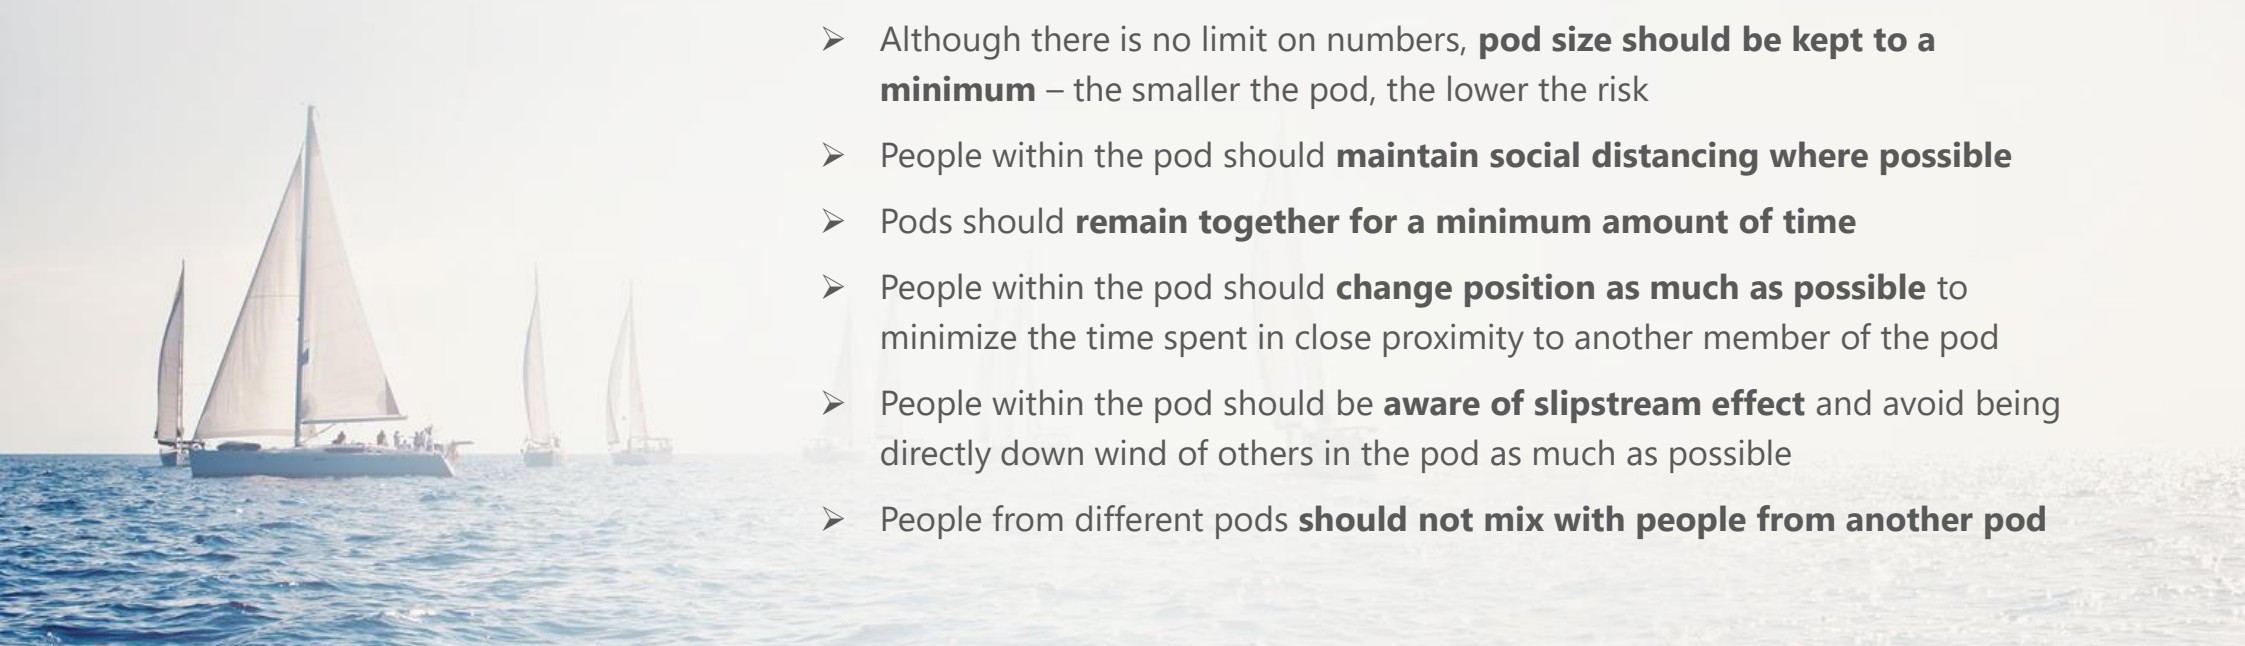 ➢ Although there is no limit on numbers, pod size should be kept to a
minimum – the smaller the pod, the lower the risk
➢ People within the pod should maintain social distancing where possible
➢ Pods should remain together for a minimum amount of time
➢ People within the pod should change position as much as possible to
minimize the time spent in close proximity to another member of the pod
➢ People within the pod should be aware of slipstream effect and avoid being
directly down wind of others in the pod as much as possible
➢ People from different pods should not mix with people from another pod